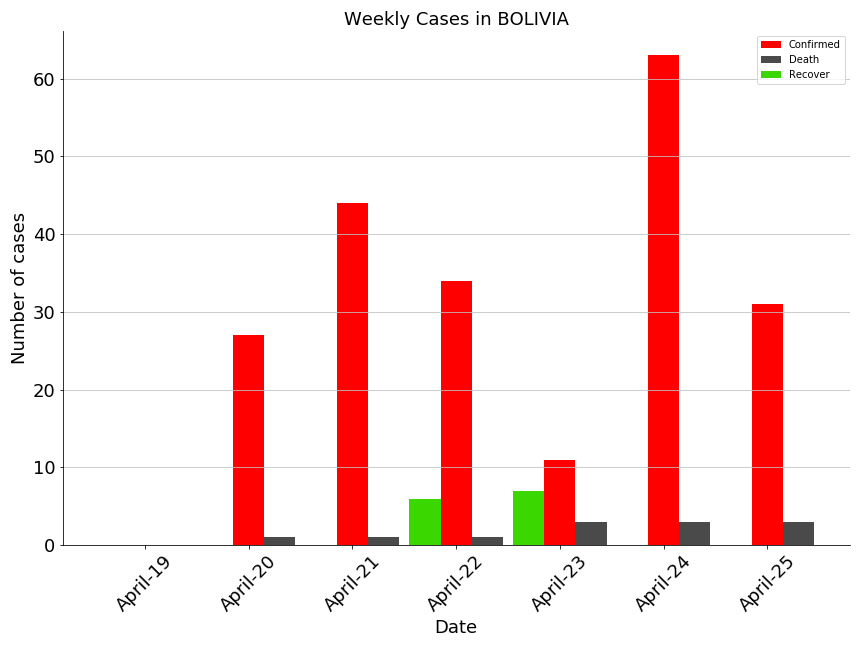 Weekly Cases in BOLIVIA
Confirmed
Death
Recover
Number of cases
60
50
40
30
20
10
0
April-19
April-20
April-21
April-22
April-23
April-24
April-25
Date